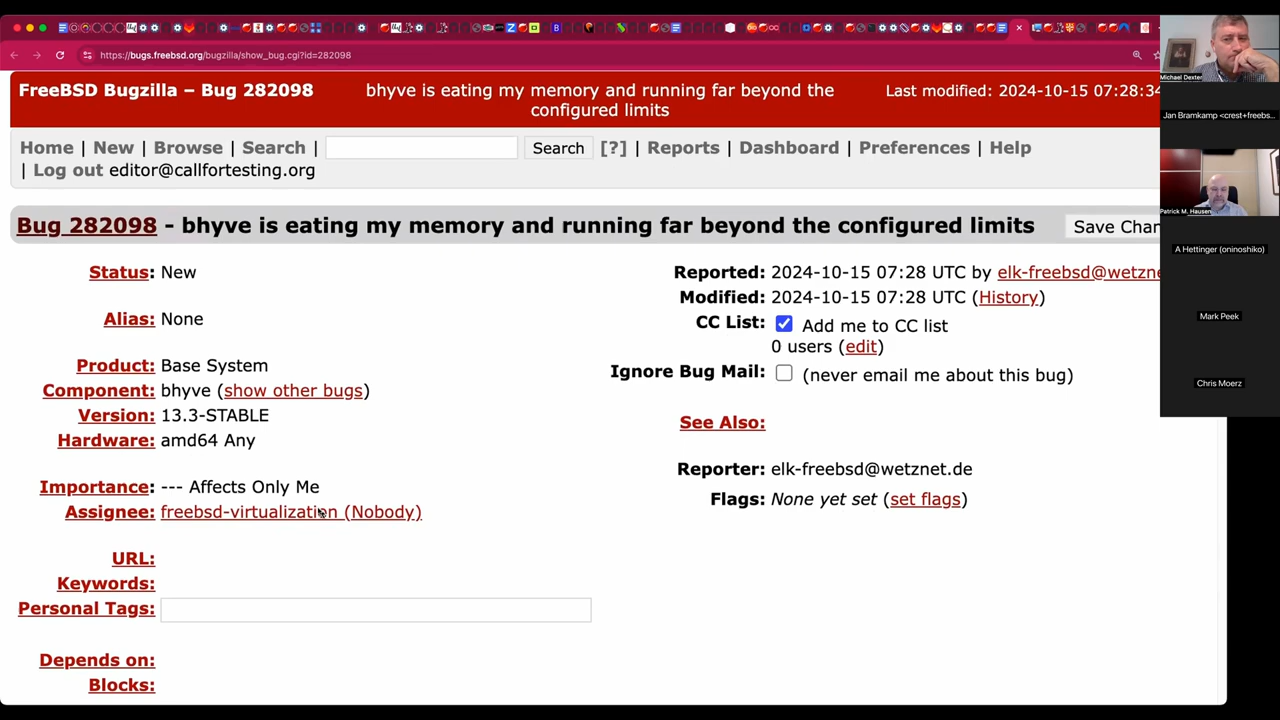 https://bugs.freebsd.org/bugzilla/show_bug.cgi?id=282098
FreeBSD Bugzilla – Bug 282098
bhyve is eating my memory and running far beyond the configured limits
Last modified: 2024-10-15 07:28:34
Home | New | Browse | Search | Search [?] | Reports | Dashboard | Preferences | Help
| Log out editor@callfortesting.org
Bug 282098 - bhyve is eating my memory and running far beyond the configured limits
Save Chan
Status: New
Alias: None
Product: Base System
Component: bhyve (show other bugs)
Version: 13.3-STABLE
Hardware: amd64 Any
Importance: --- Affects Only Me
Assignee: freebsd-virtualization (Nobody)
URL:
Keywords:
Personal Tags:
Depends on:
Blocks:
Reported: 2024-10-15 07:28 UTC by elk-freebsd@wetzne
Modified: 2024-10-15 07:28 UTC (History)
CC List: Add me to CC list
0 users (edit)
Ignore Bug Mail: (never email me about this bug)
See Also:
Reporter: elk-freebsd@wetznet.de
Flags: None yet set (set flags)
Michael Dexter
Jan Bramkamp <crest+freebs...
Patrick M. Hausen
A Hettinger (oninoshiko)
Mark Peek
Chris Moerz